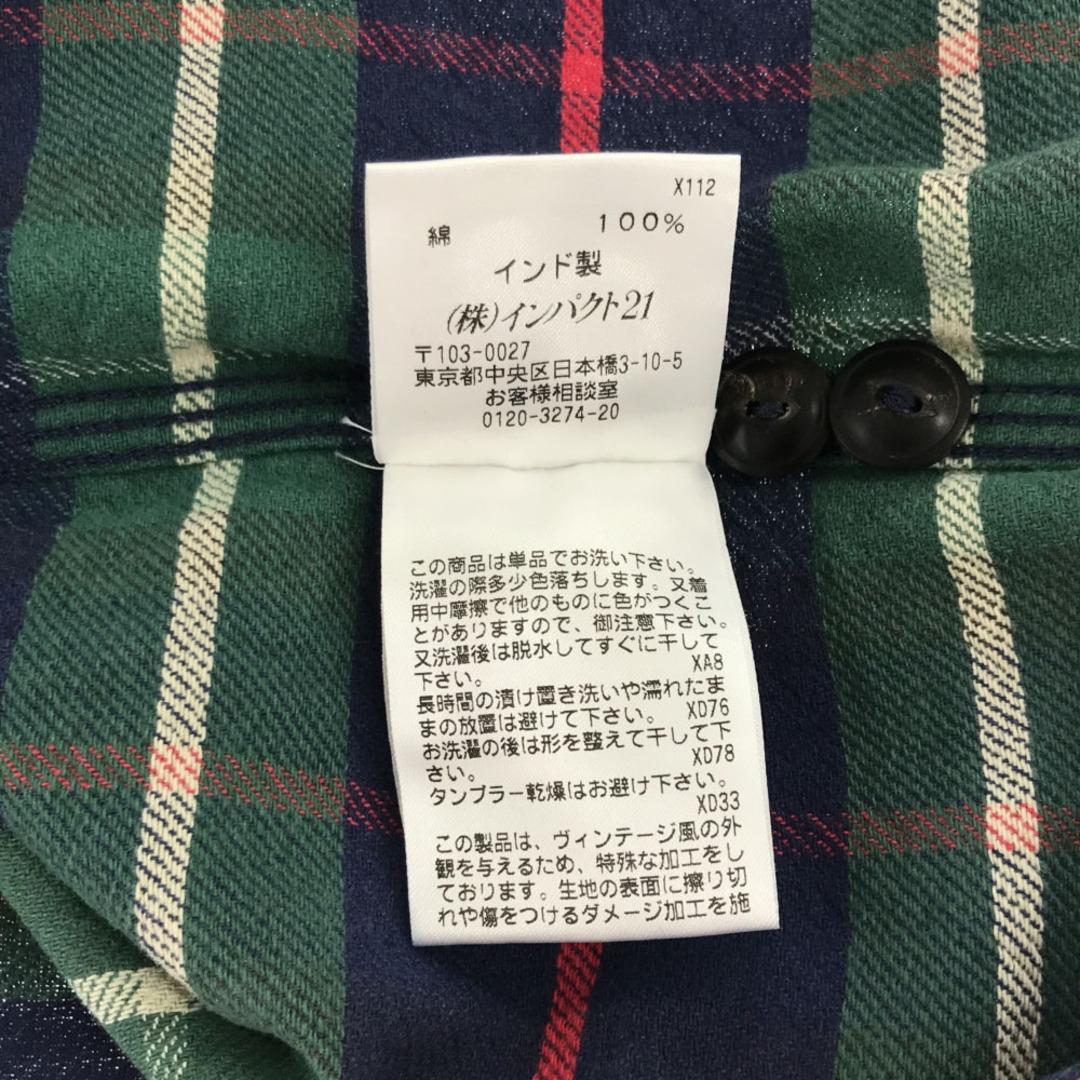 X112
綿 100%
インド製
(株)インパクト21
〒103-0027
東京都中央区日本橋3-10-5
お客様相談室
0120-3274-20
この商品は単品でお洗い下さい。
洗濯の際多少色落ちします。又着
用中摩擦で他のものに色がつくこ
とがありますので、御注意下さい。
又洗濯後は脱水してすぐに干して
下さい。 XA8
長時間の漬け置き洗いや濡れたま
まの放置は避けて下さい。 XD76
お洗濯の後は形を整えて干して下
さい。 XD78
タンブラー乾燥はお避け下さい。
XD33
この製品は、ヴィンテージ風の外
観を与えるため、特殊な加工をし
ております。生地の表面に擦り切
れや傷をつけるダメージ加工を施